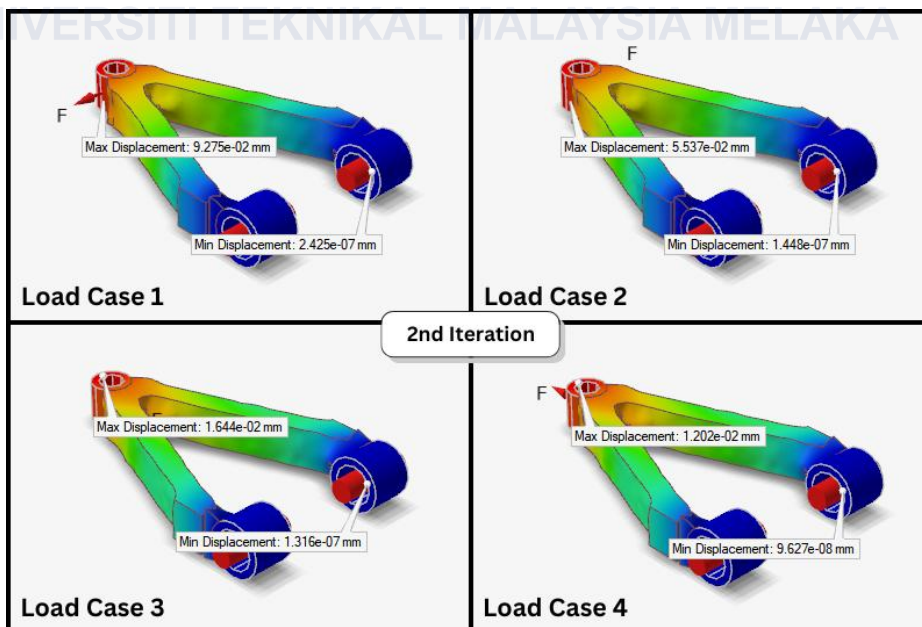 IVERSITI TEKNIKAL MALAYSIA MELAKA
F
Max Displacement: 9.275e-02 mm
Min Displacement: 2.425e-07 mm
Load Case 1
F
Max Displacement: 5.537e-02 mm
Min Displacement: 1.448e-07 mm
Load Case 2
2nd Iteration
F
Max Displacement: 1.644e-02 mm
Min Displacement: 1.316e-07 mm
Load Case 3
F
Max Displacement: 1.202e-02 mm
Min Displacement: 9.627e-08 mm
Load Case 4